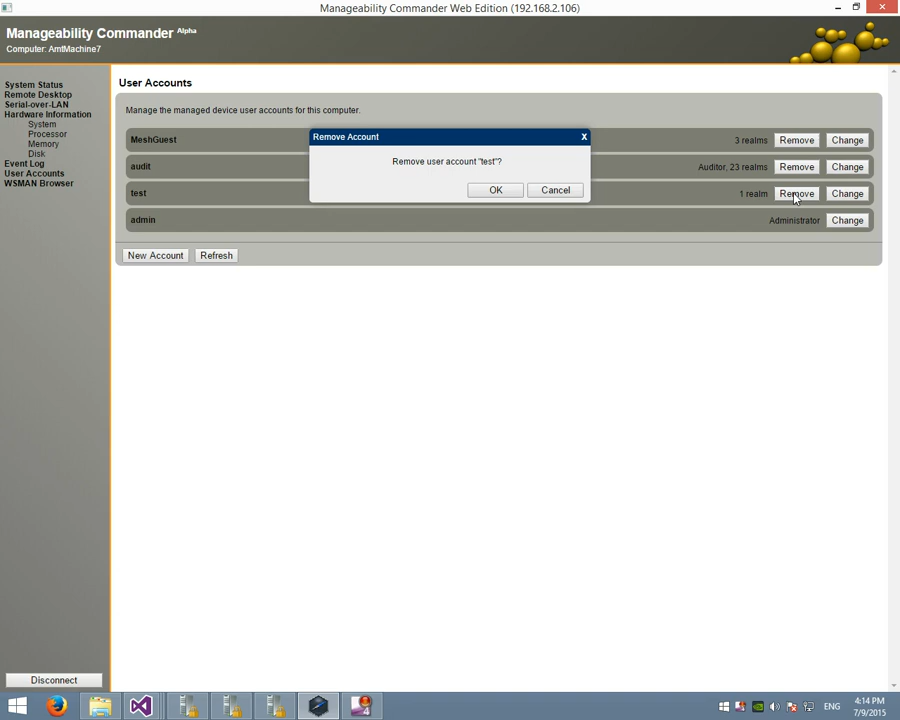 Manageability Commander Web Edition (192.168.2.106)
Manageability Commander Alpha
Computer: AmtMachine7
System Status
Remote Desktop
Serial-over-LAN
Hardware Information
System
Processor
Memory
Disk
Event Log
User Accounts
WSMAN Browser
Disconnect
User Accounts
Manage the managed device user accounts for this computer.
MeshGuest 3 realms Remove Change
audit Auditor, 23 realms Remove Change
test 1 realm Remove Change
admin Administrator Change
New Account Refresh
Remove Account X
Remove user account "test"?
OK Cancel
ENG
4:14 PM
7/9/2015